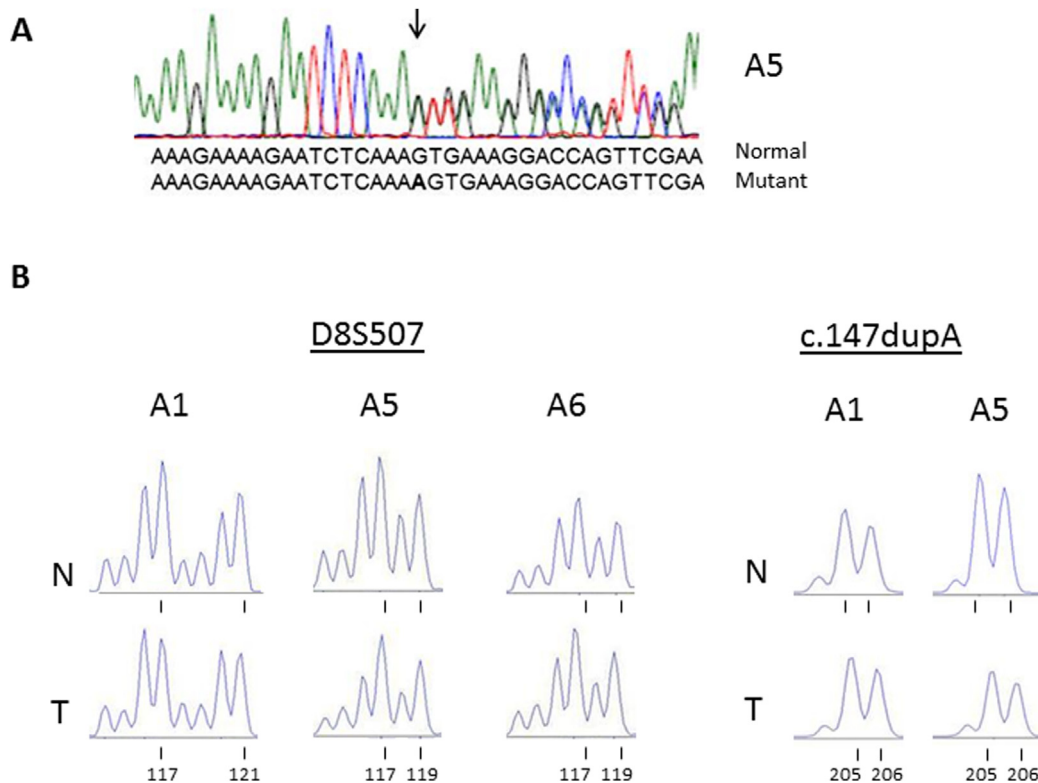 A
A5
AAAGAAAAGAATCTCAAAGTGAAAGGACCAGTTCGAA Normal
AAAGAAAAGAATCTCAAAAGTGAAAGGACCAGTTCGA Mutant
B
D8S507 c.147dupA
A1 A5 A6 A1 A5
N N
T T
117 121 117 119 117 119 205 206 205 206